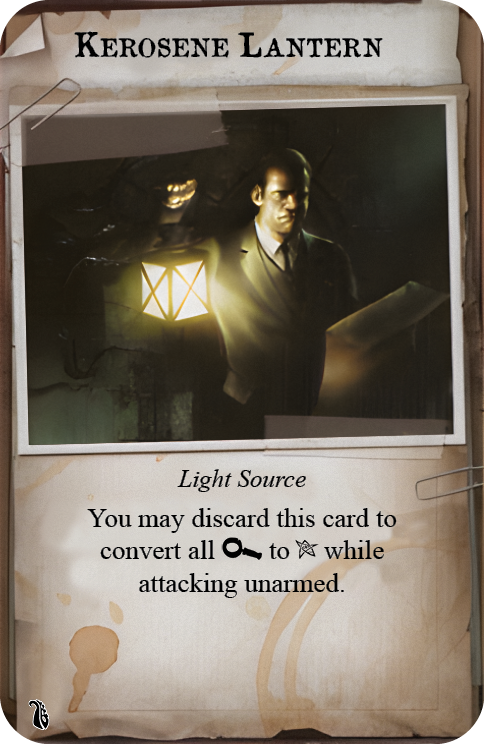 Kerosene Lantern
Light Source
You may discard this card to
convert all to while
attacking unarmed.